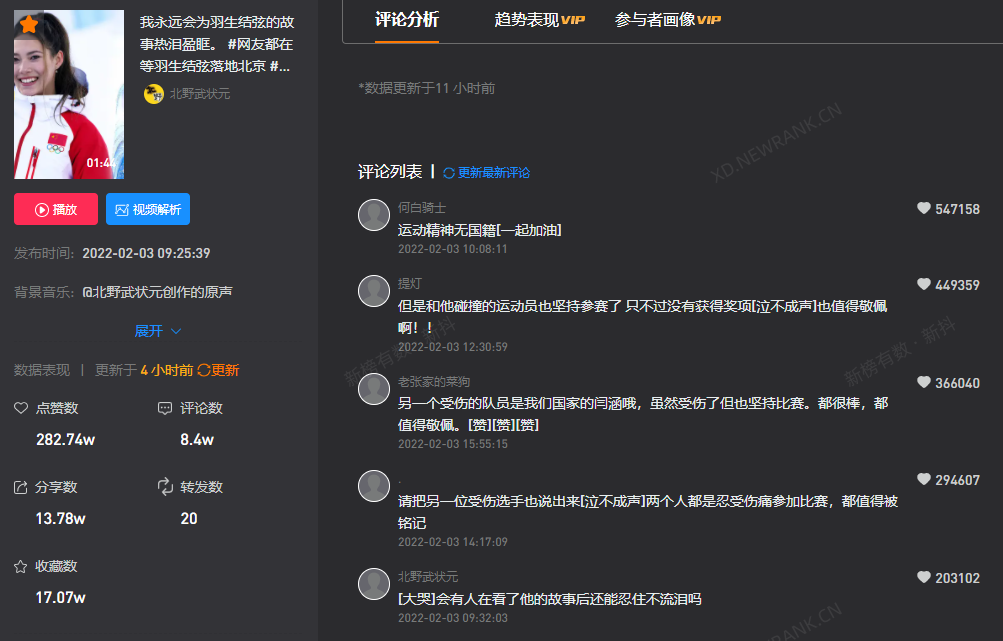 我永远会为羽生结弦的故
事热泪盈眶。 #网友都在
等羽生结弦落地北京 #...
北野武状元
01:44
播放
视频解析
发布时间: 2022-02-03 09:25:39
背景音乐: @北野武状元创作的原声
展开
数据表现 | 更新于 4 小时前 更新
点赞数 评论数
282.74w 8.4w
分享数 转发数
13.78w 20
收藏数
17.07w
评论分析 趋势表现VIP 参与者画像VIP
*数据更新于11 小时前
评论列表 | 更新最新评论
何白骑士 547158
运动精神无国籍[一起加油]
2022-02-03 10:08:11
提灯 449359
但是和他碰撞的运动员也坚持参赛了 只不过没有获得奖项[泣不成声]也值得敬佩
啊！！
2022-02-03 12:30:59
老张家的菜狗 366040
另一个受伤的队员是我们国家的闫涵哦，虽然受伤了但也坚持比赛。都很棒，都
值得敬佩。[赞][赞][赞]
2022-02-03 15:55:15
. 294607
请把另一位受伤选手也说出来[泣不成声]两个人都是忍受伤痛参加比赛，都值得被
铭记
2022-02-03 14:17:09
北野武状元 203102
[大哭]会有人在看了他的故事后还能忍住不流泪吗
2022-02-03 09:32:03
XD.NEWRANK.CN
新榜有数 · 新抖
新榜有数 · 新抖
RANK.CN